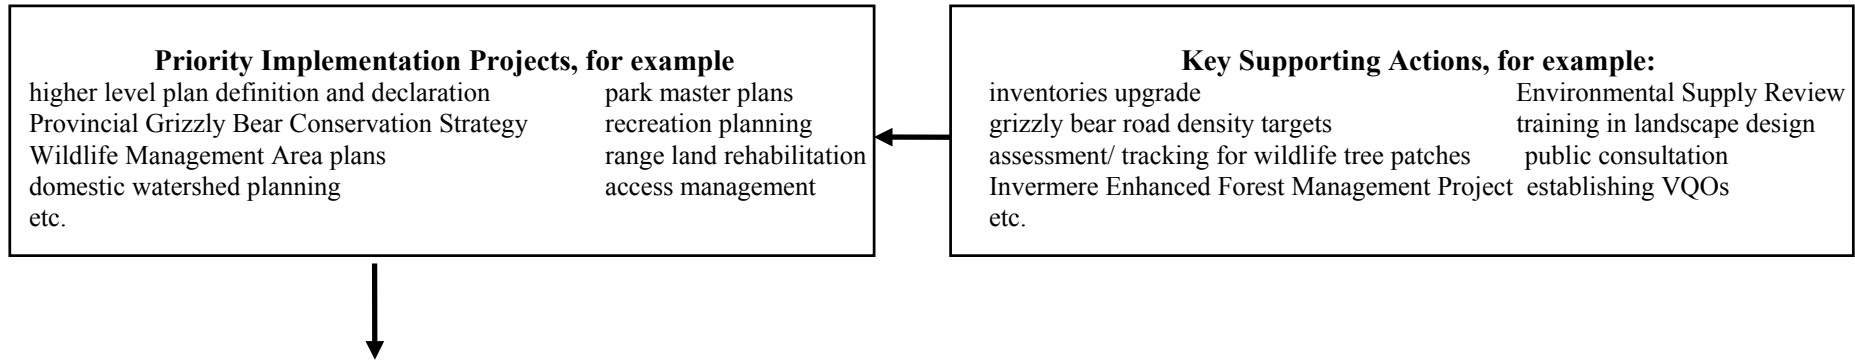 Priority Implementation Projects, for example
higher level plan definition and declaration park master plans
Provincial Grizzly Bear Conservation Strategy recreation planning
Wildlife Management Area plans range land rehabilitation
domestic watershed planning access management
etc.
Key Supporting Actions, for example:
inventories upgrade Environmental Supply Review
grizzly bear road density targets training in landscape design
assessment/ tracking for wildlife tree patches public consultation
Invermere Enhanced Forest Management Project establishing VQOs
etc.